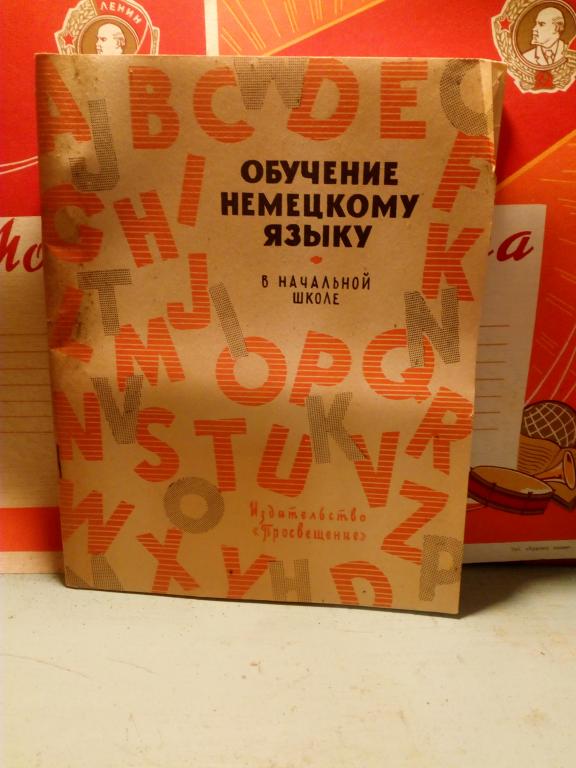 ЛЕНИН
ОБУЧЕНИЕ
НЕМЕЦКОМУ
ЯЗЫКУ
В НАЧАЛЬНОЙ
ШКОЛЕ
A B C W D E C
J F
G H I K
T J I N
L M O P Q
N V S T U K V R
W O Z
X Y H D P
Издательство
«Просвещение»